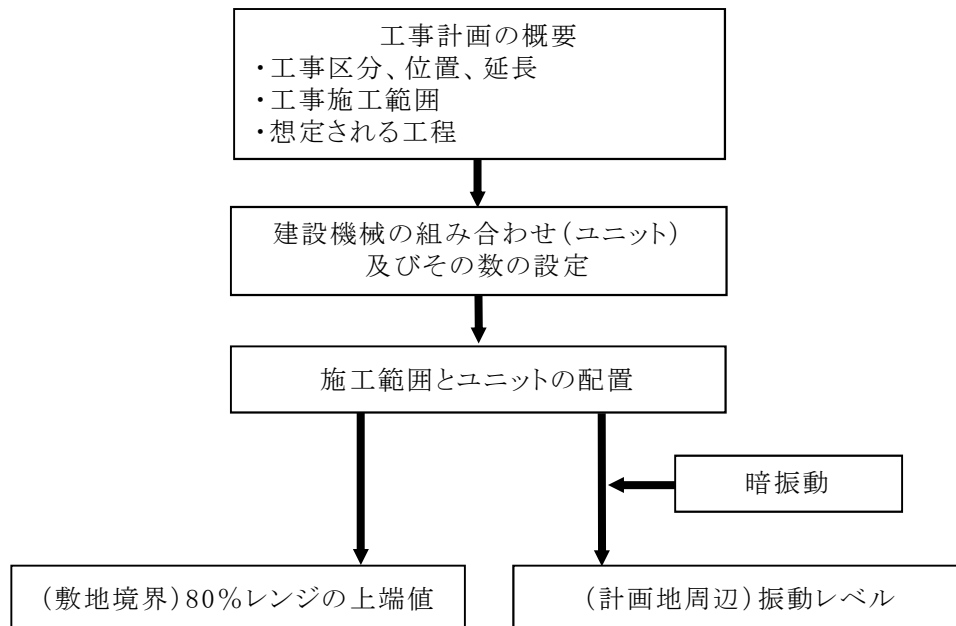 工事計画の概要
・工事区分、位置、延長
・工事施工範囲
・想定される工程
建設機械の組み合わせ(ユニット)
及びその数の設定
施工範囲とユニットの配置
暗振動
(敷地境界)80%レンジの上端値
(計画地周辺)振動レベル